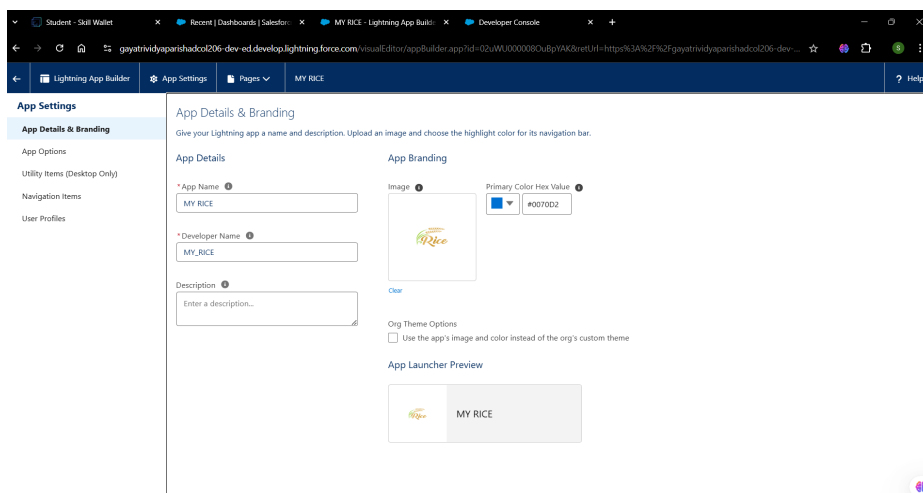 Student - Skill Wallet
Recent | Dashboards | Salesforc
MY RICE - Lightning App Builde
Developer Console
gayatrividyaparishadcol206-dev-ed.develop.lightning.force.com/visualEditor/appBuilder.app?id=02uWU000008OuBpYAK&retUrl=https%3A%2F%2Fgayatrividyaparishadcol206-dev-...
S
Lightning App Builder
App Settings
Pages
MY RICE
? Help
App Settings
App Details & Branding
App Options
Utility Items (Desktop Only)
Navigation Items
User Profiles
App Details & Branding
Give your Lightning app a name and description. Upload an image and choose the highlight color for its navigation bar.
App Details
App Branding
*App Name
MY RICE
*Developer Name
MY_RICE
Description
Enter a description...
Image
Rice
Clear
Primary Color Hex Value
#0070D2
Org Theme Options
Use the app's image and color instead of the org's custom theme
App Launcher Preview
Rice
MY RICE